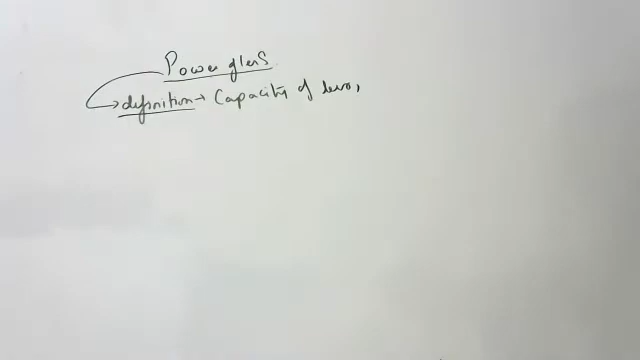 Power of lens
definition → Capacity of lens,